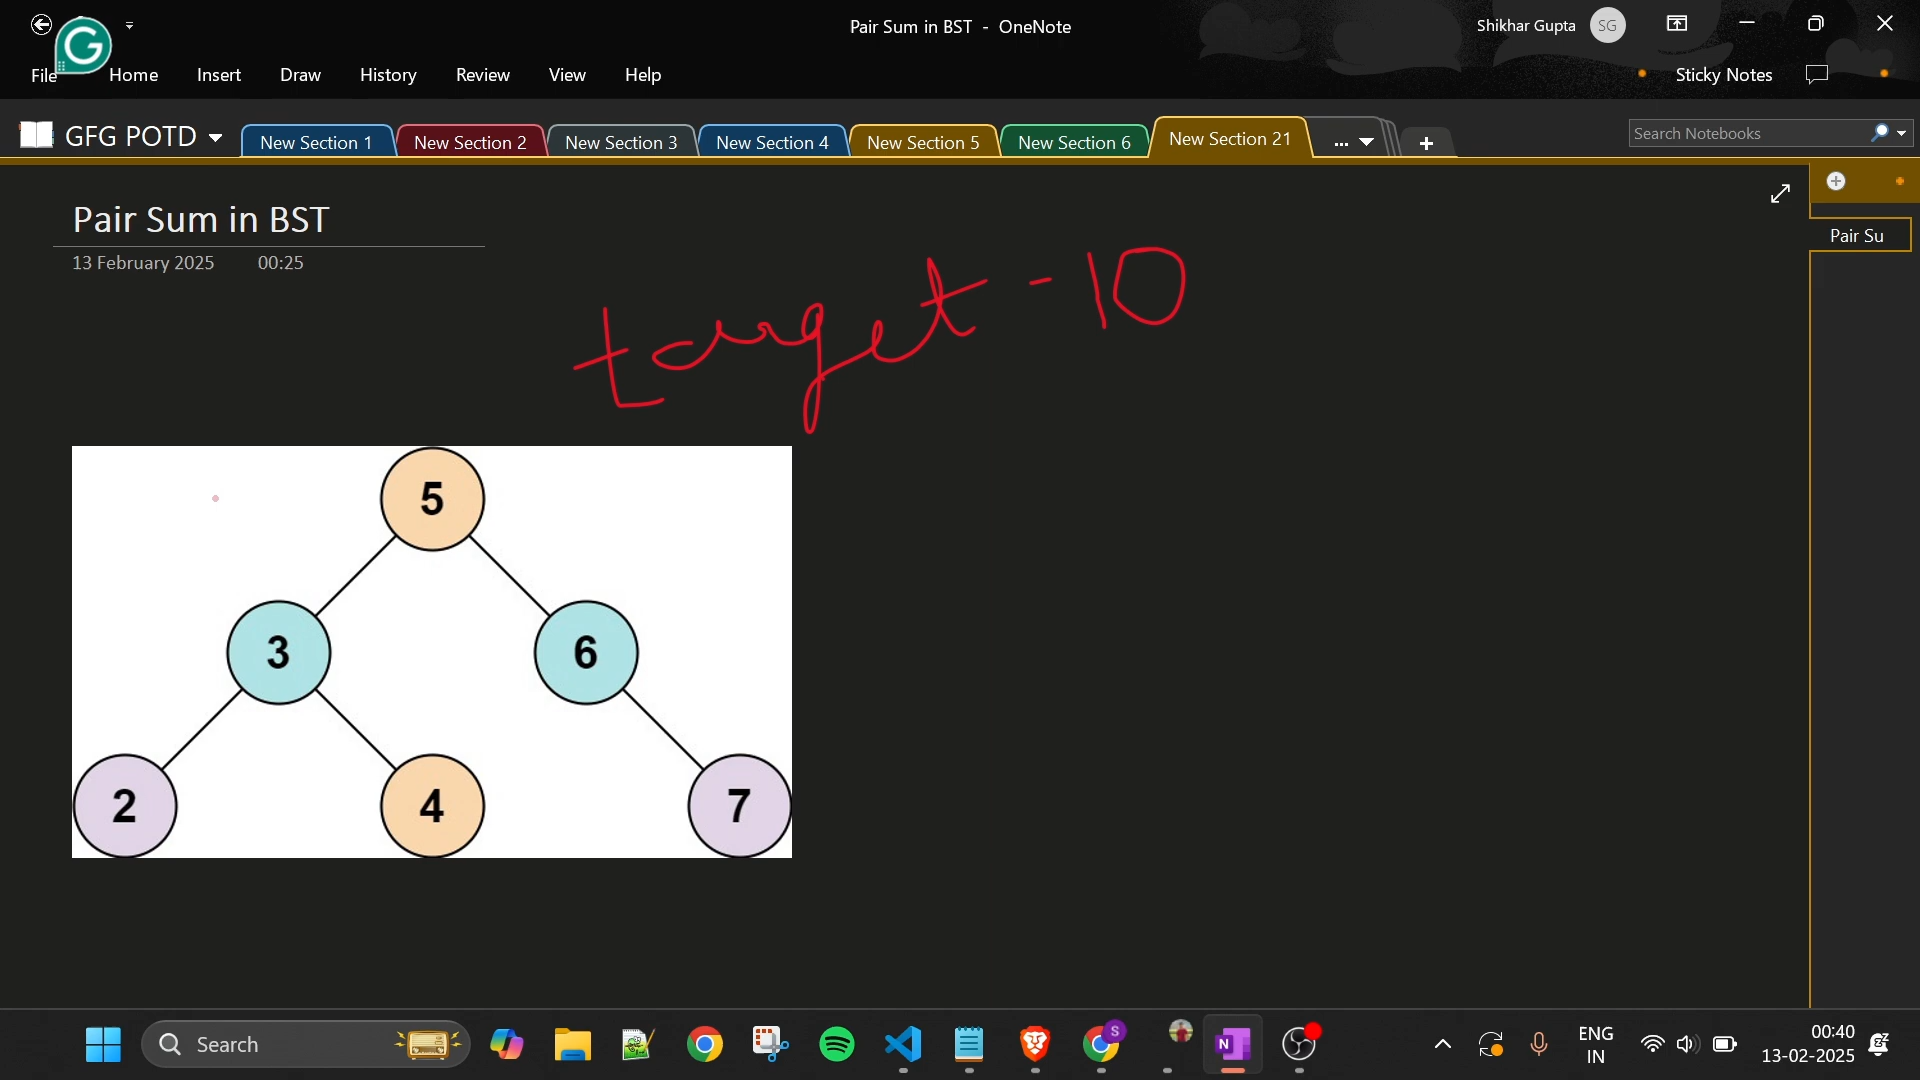 Pair Sum in BST - OneNote
Shikhar Gupta
SG
G
File
Home
Insert
Draw
History
Review
View
Help
Sticky Notes
GFG POTD
New Section 1
New Section 2
New Section 3
New Section 4
New Section 5
New Section 6
New Section 21
...
Search Notebooks
Pair Sum in BST
Pair Su
13 February 2025 00:25
target - 10
5
3
6
2
4
7
Search
S
N
ENG
IN
00:40
13-02-2025